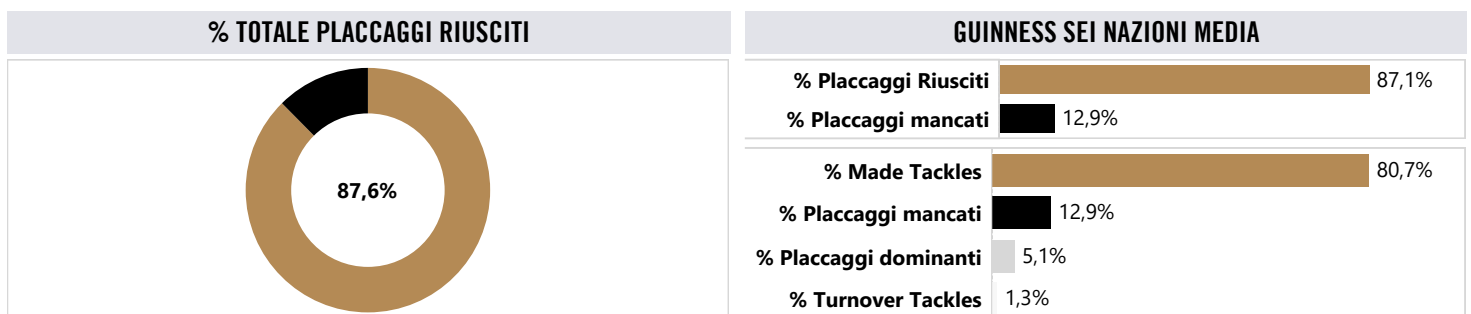 % TOTALE PLACCAGGI RIUSCITI
87,6%
GUINNESS SEI NAZIONI MEDIA
% Placcaggi Riusciti 87,1%
% Placcaggi mancati 12,9%
% Made Tackles 80,7%
% Placcaggi mancati 12,9%
% Placcaggi dominanti 5,1%
% Turnover Tackles 1,3%